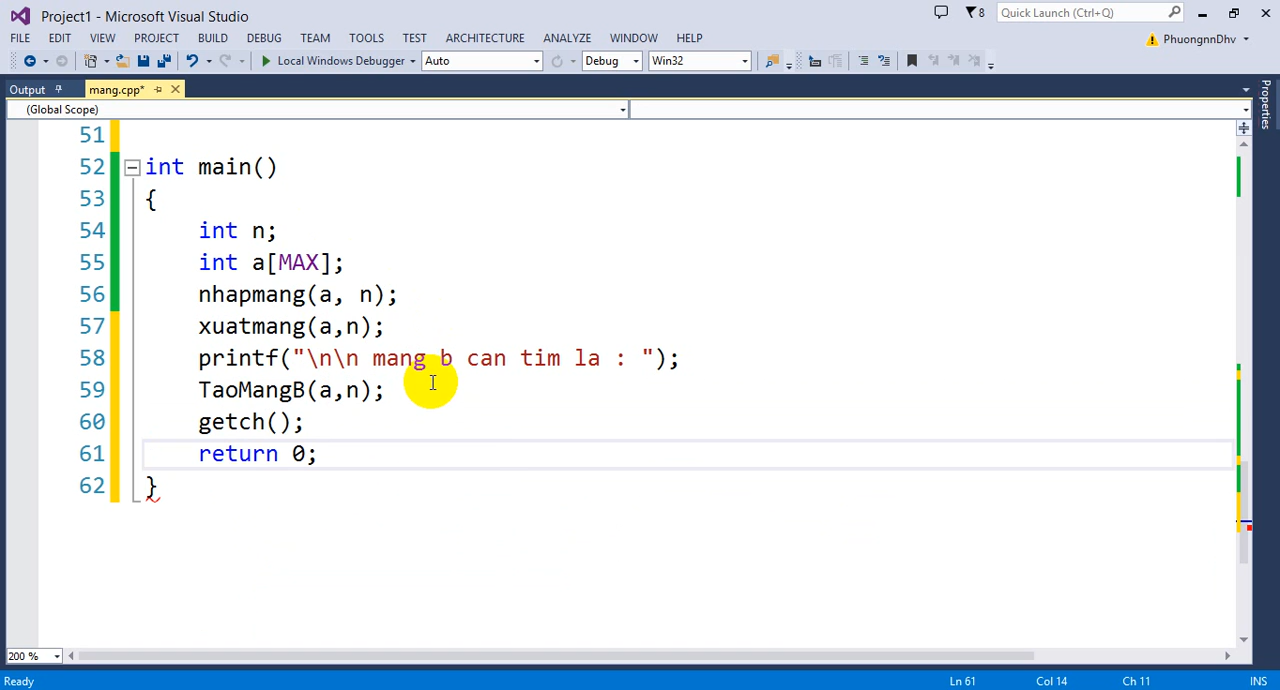 Project1 - Microsoft Visual Studio
8
Quick Launch (Ctrl+Q)
FILE EDIT VIEW PROJECT BUILD DEBUG TEAM TOOLS TEST ARCHITECTURE ANALYZE WINDOW HELP
PhuongnnDhv
Local Windows Debugger Auto Debug Win32
Output mang.cpp*
(Global Scope)
Properties
51
52 int main()
53 {
54 int n;
55 int a[MAX];
56 nhapmang(a, n);
57 xuatmang(a,n);
58 printf("\n\n mang b can tim la : ");
59 TaoMangB(a,n);
60 getch();
61 return 0;
62 }
200 %
Ready Ln 61 Col 14 Ch 11 INS